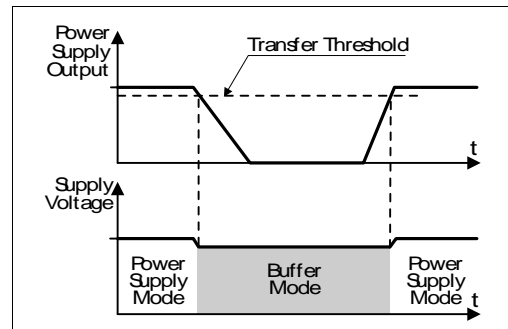 Power
Supply
Output
Transfer Threshold
t
Supply
Voltage
Power
Supply
Mode
Buffer
Mode
Power
Supply
Mode
t